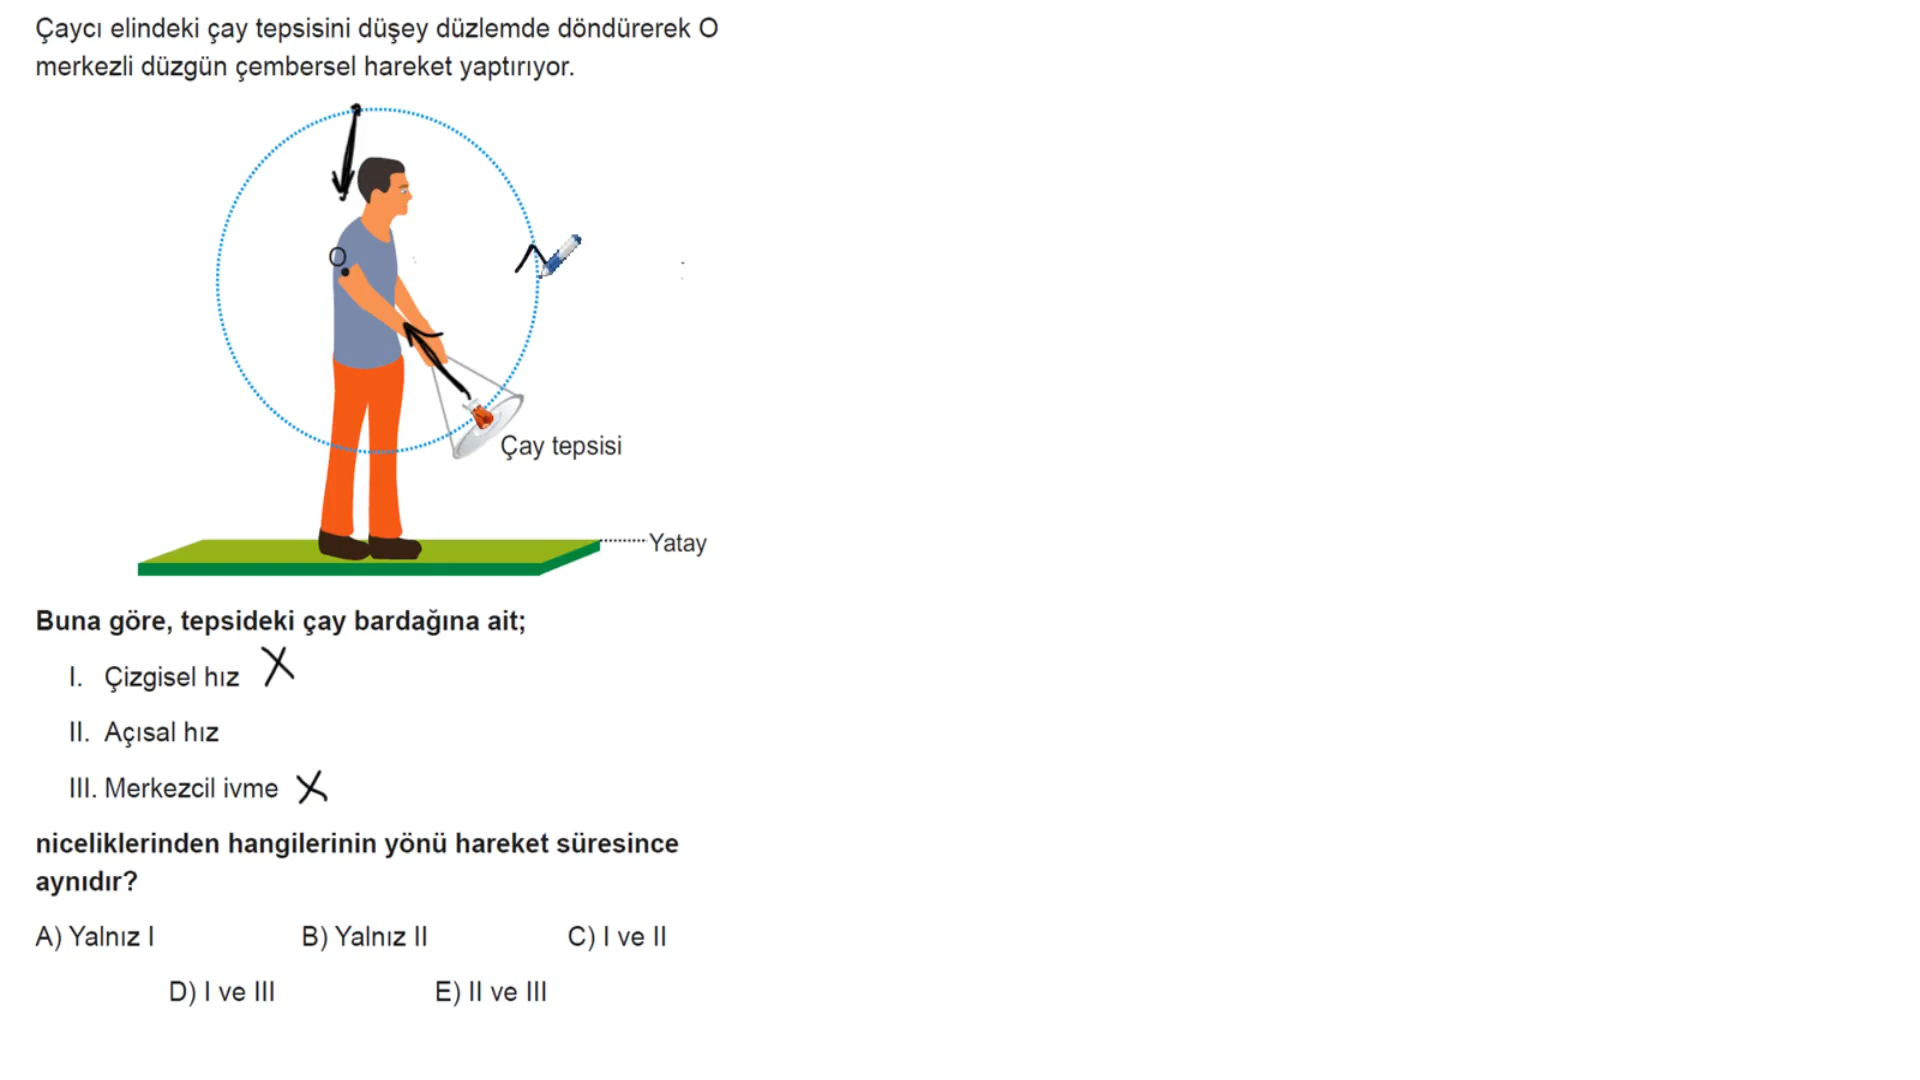 Çaycı elindeki çay tepsisini düşey düzlemde döndürerek O
merkezli düzgün çembersel hareket yaptırıyor.
O
Çay tepsisi
Yatay
Buna göre, tepsideki çay bardağına ait;
I. Çizgisel hız X
II. Açısal hız
III. Merkezcil ivme X
niceliklerinden hangilerinin yönü hareket süresince
aynıdır?
A) Yalnız I B) Yalnız II C) I ve II
D) I ve III E) II ve III